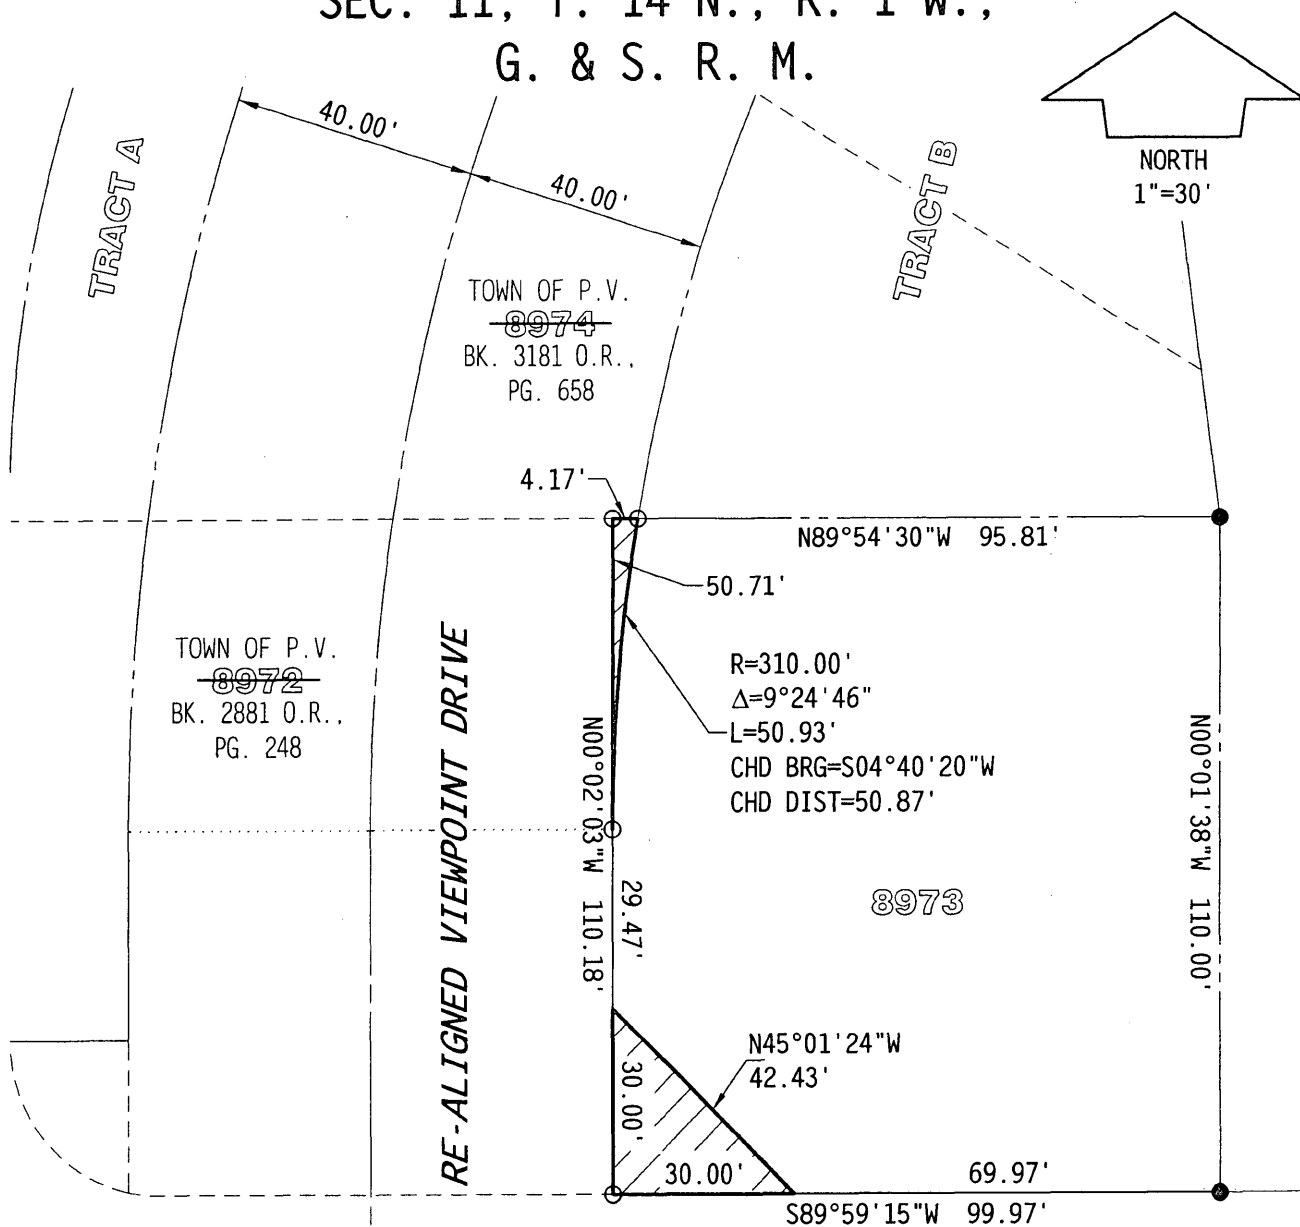 SEC. 11, T. 14 N., R. 1 W.,
G. & S. R. M.
NORTH
1"=30'
40.00'
40.00'
TRACT A
TRACT B
TOWN OF P.V.
8974
BK. 3181 O.R.,
PG. 658
4.17'
N89°54'30"W 95.81'
50.71'
TOWN OF P.V.
8972
BK. 2881 O.R.,
PG. 248
R=310.00'
Δ=9°24'46"
L=50.93'
CHD BRG=S04°40'20"W
CHD DIST=50.87'
RE-ALIGNED VIEWPOINT DRIVE
N00°02'03"W 110.18'
29.47'
8973
N00°01'38"W 110.00'
N45°01'24"W
42.43'
30.00'
30.00'
69.97'
S89°59'15"W 99.97'